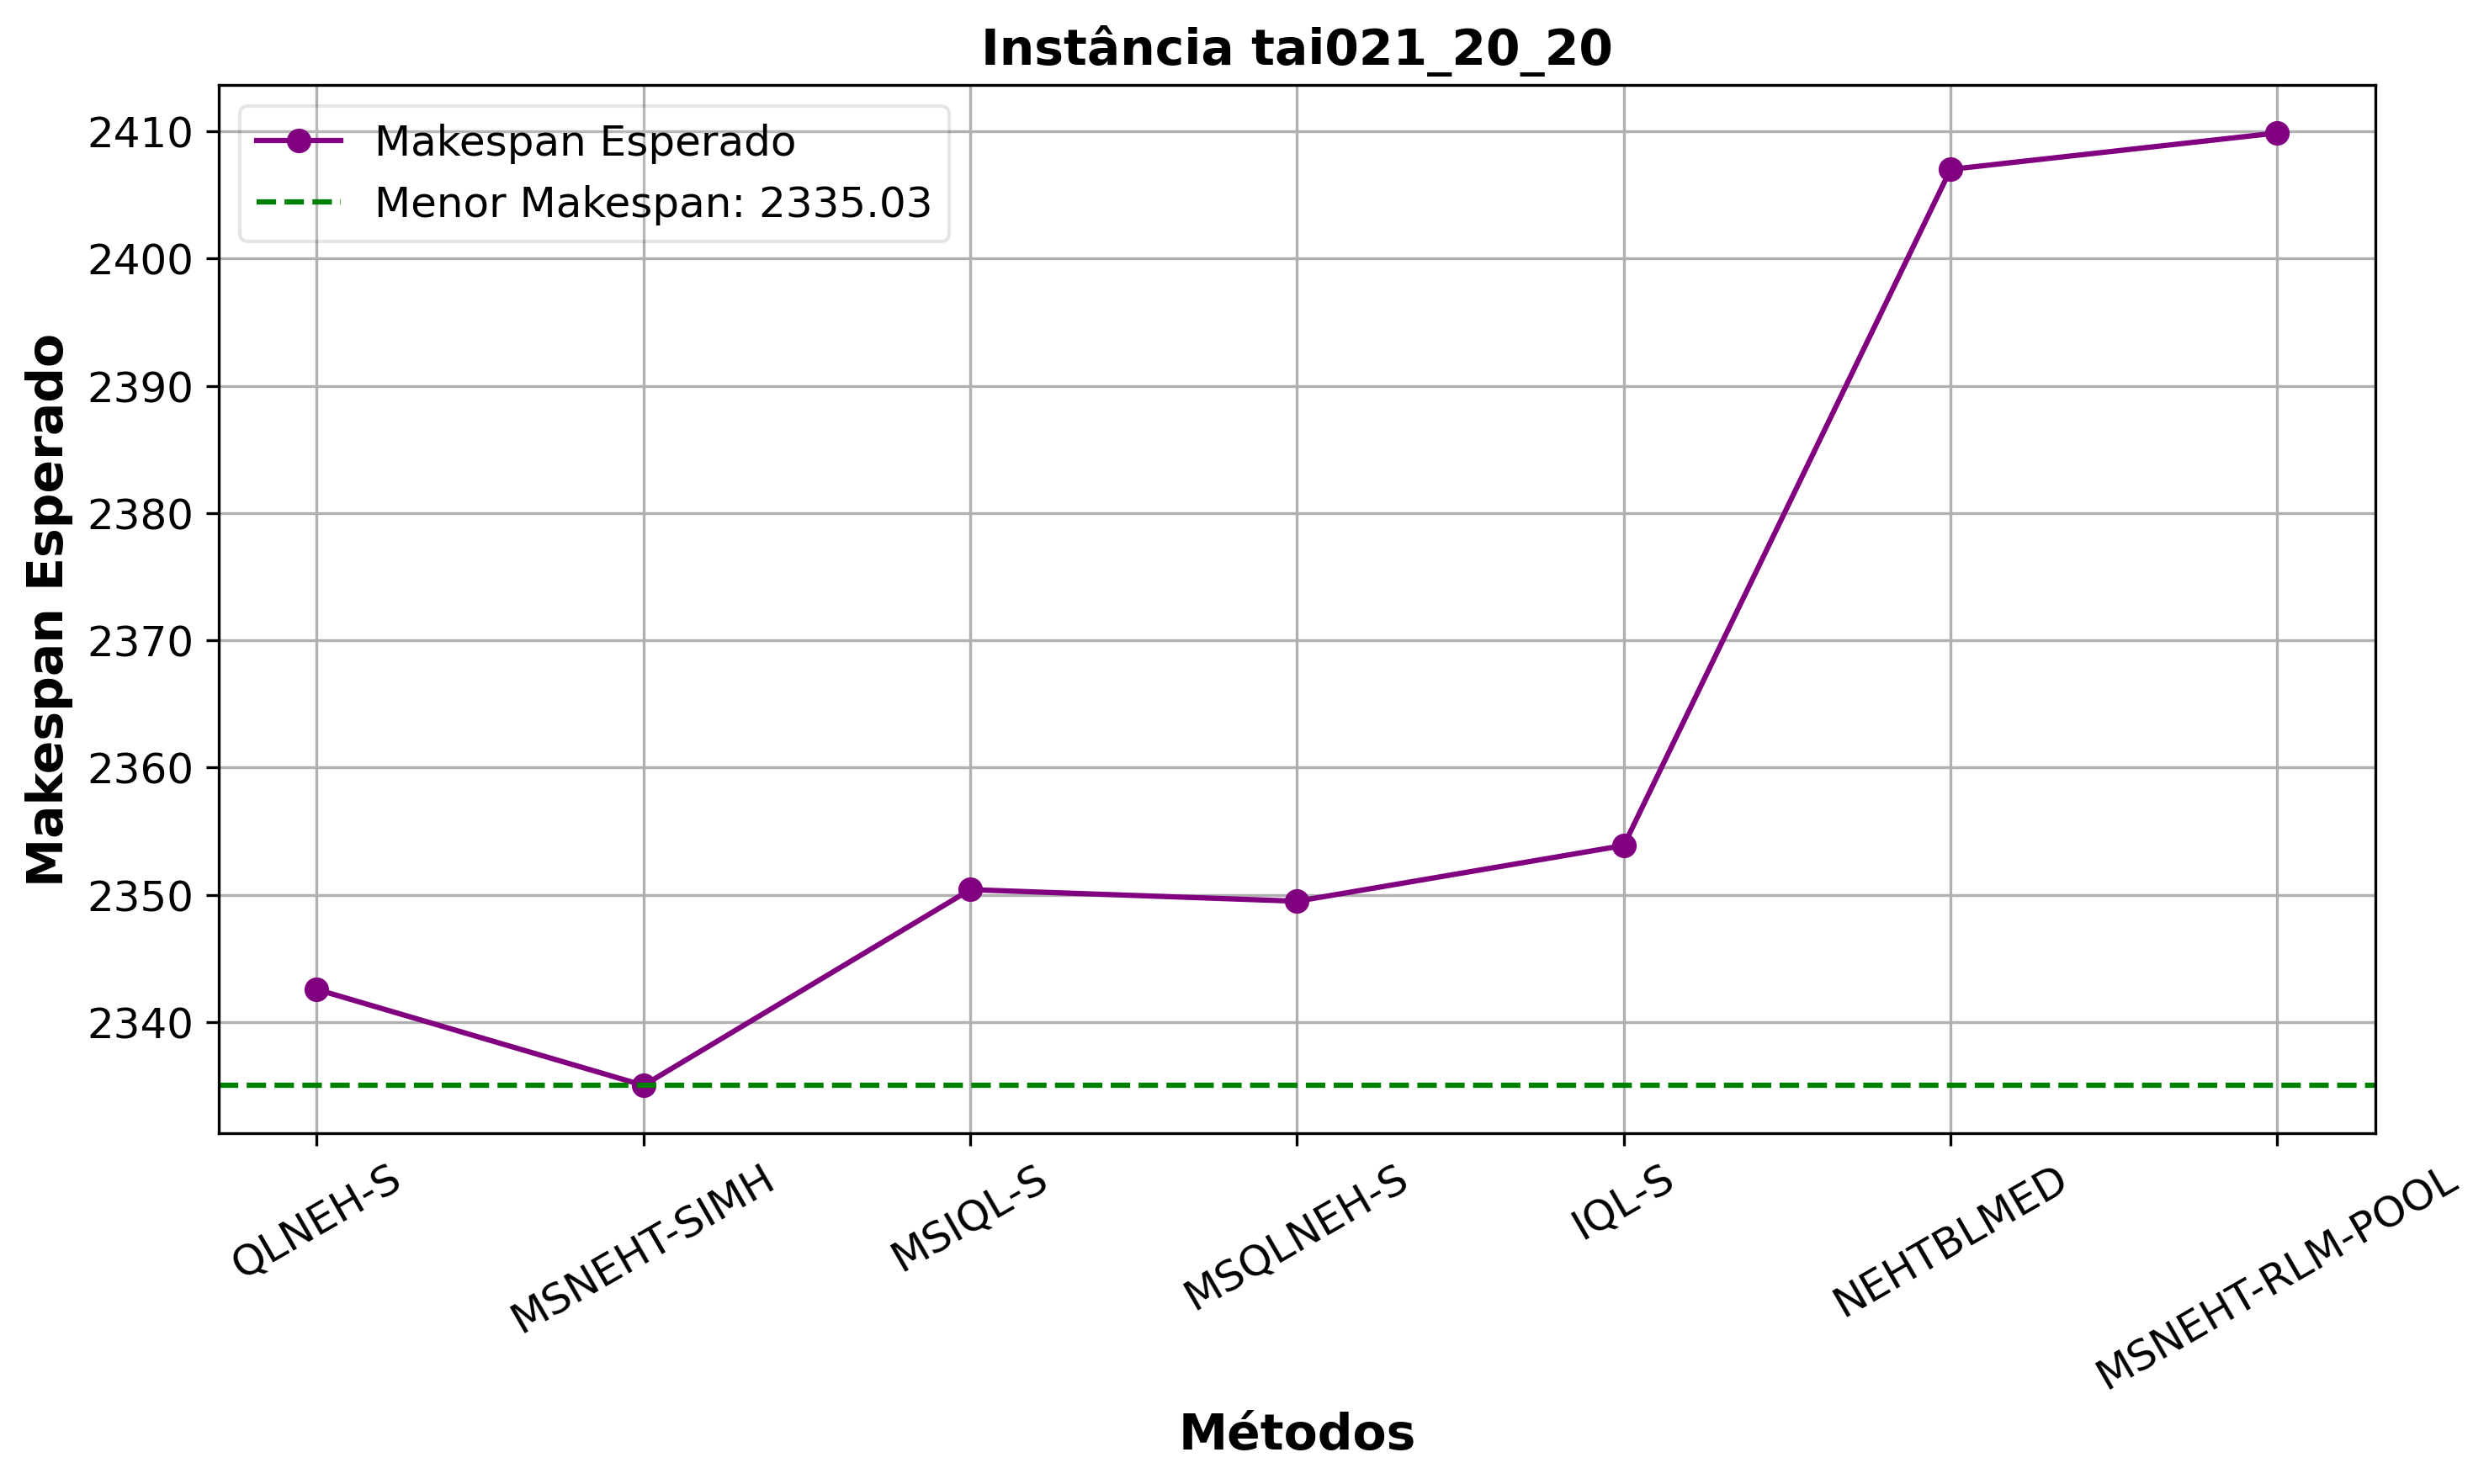 Instância tai021_20_20
Makespan Esperado
Menor Makespan: 2335.03
Makespan Esperado
2410
2400
2390
2380
2370
2360
2350
2340
QLNEH-S
MSNEHT-SIMH
MSIQL-S
MSQLNEH-S
IQL-S
NEHTBLMED
MSNEHT-RLM-POOL
Métodos